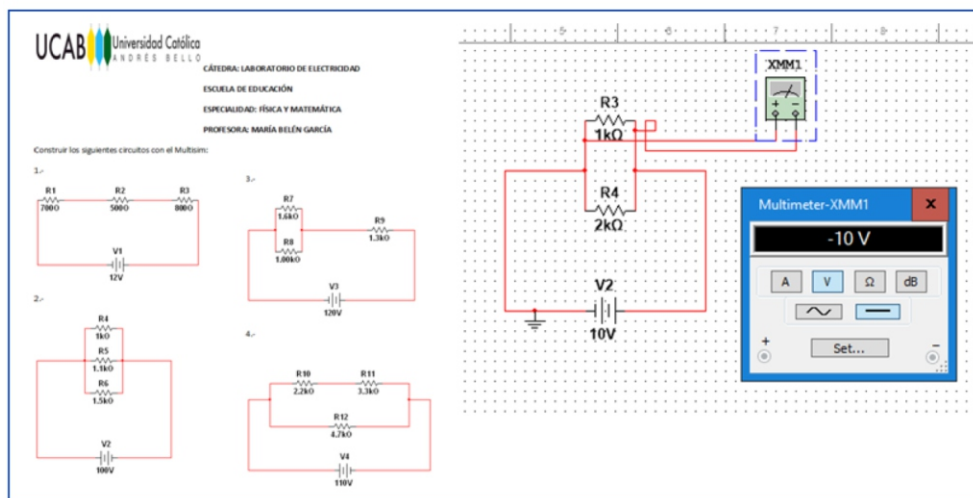 UCAB Universidad Católica
ANDRÉS BELLO
CÁTEDRA: LABORATORIO DE ELECTRICIDAD
ESCUELA DE EDUCACIÓN
ESPECIALIDAD: FÍSICA Y MATEMÁTICA
PROFESORA: MARÍA BELÉN GARCÍA
Construir los siguientes circuitos con el Multisim:
1.-
R1 R2 R3
700Ω 500Ω 800Ω
V1
12V
2.-
R4
1kΩ
R5
1.1kΩ
R6
1.5kΩ
V2
100V
3.-
R7
1.6kΩ
R8
1.00kΩ
R9
1.3kΩ
V3
120V
4.-
R10 R11
2.2kΩ 3.3kΩ
R12
4.7kΩ
V4
110V
5 6 7 8
XMM1
+ -
R3
1kΩ
R4
2kΩ
V2
10V
Multimeter-XMM1 x
-10 V
A V Ω dB
+ Set... -